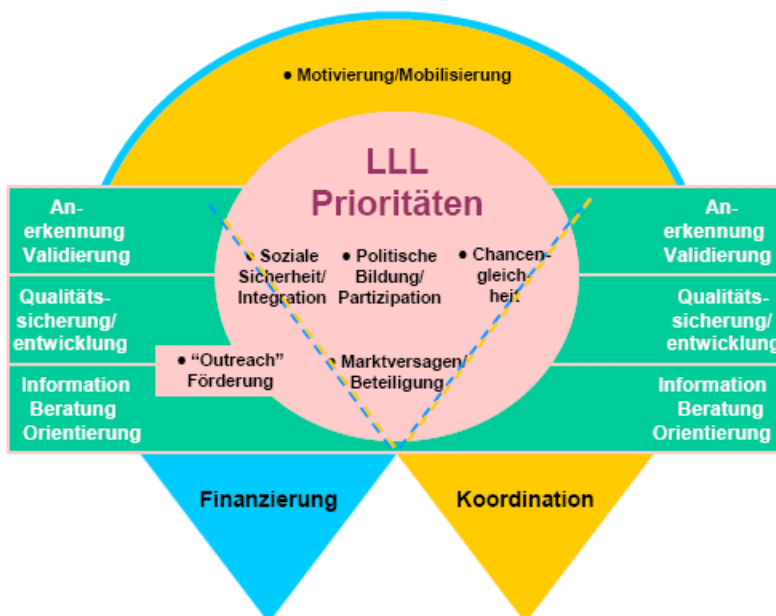 ● Motivierung/Mobilisierung
LLL
Prioritäten
An-
erkennung
Validierung
Qualitäts-
sicherung/
entwicklung
Information
Beratung
Orientierung
● Soziale
Sicherheit/
Integration
● Politische
Bildung/
Partizipation
● Chancen-
gleich-
heit
● “Outreach”
Förderung
● Marktversagen/
Beteiligung
An-
erkennung
Validierung
Qualitäts-
sicherung/
entwicklung
Information
Beratung
Orientierung
Finanzierung
Koordination